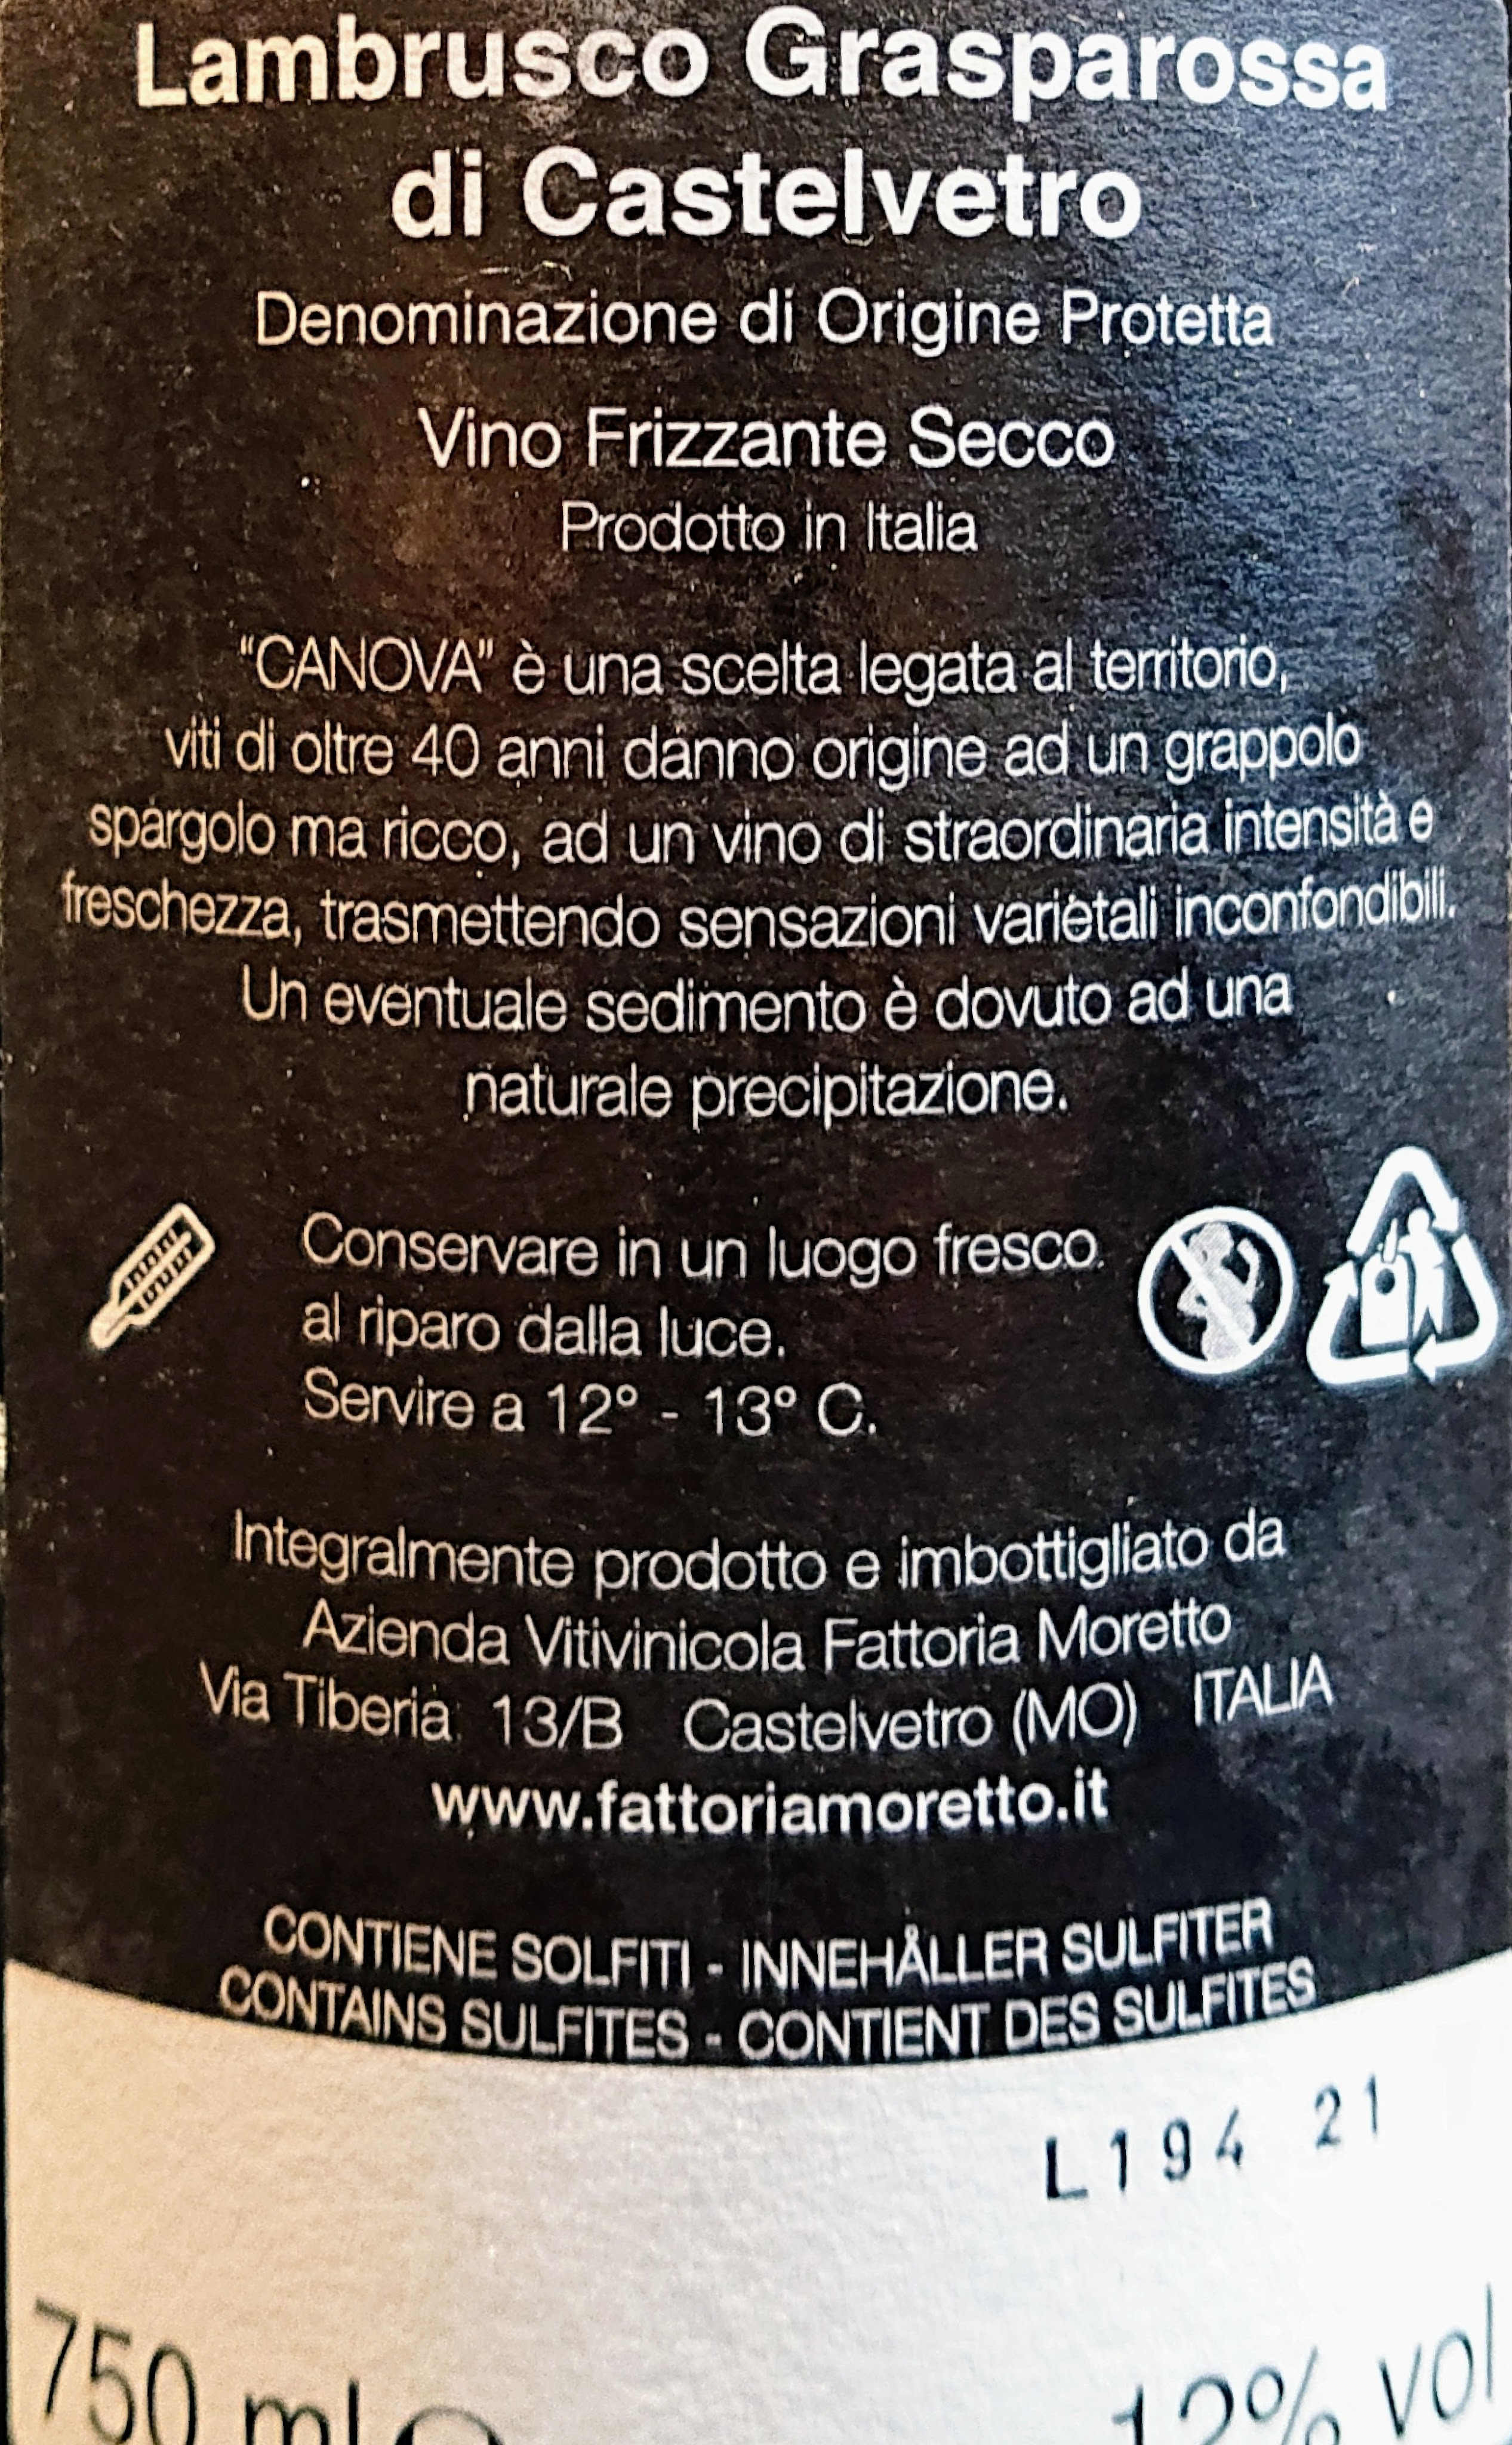 Lambrusco Grasparossa
di Castelvetro
Denominazione di Origine Protetta
Vino Frizzante Secco
Prodotto in Italia
"CANOVA" è una scelta legata al territorio,
viti di oltre 40 anni danno origine ad un grappolo
spargolo ma ricco, ad un vino di straordinaria intensità e
freschezza, trasmettendo sensazioni varietali inconfondibili.
Un eventuale sedimento è dovuto ad una
naturale precipitazione.
Conservare in un luogo fresco
al riparo dalla luce.
Servire a 12° - 13° C.
Integralmente prodotto e imbottigliato da
Azienda Vitivinicola Fattoria Moretto
Via Tiberia 13/B Castelvetro (MO) ITALIA
www.fattoriamoretto.it
CONTIENE SOLFITI - INNEHÅLLER SULFITER
CONTAINS SULFITES - CONTIENT DES SULFITES
L194 21
750 ml
vol